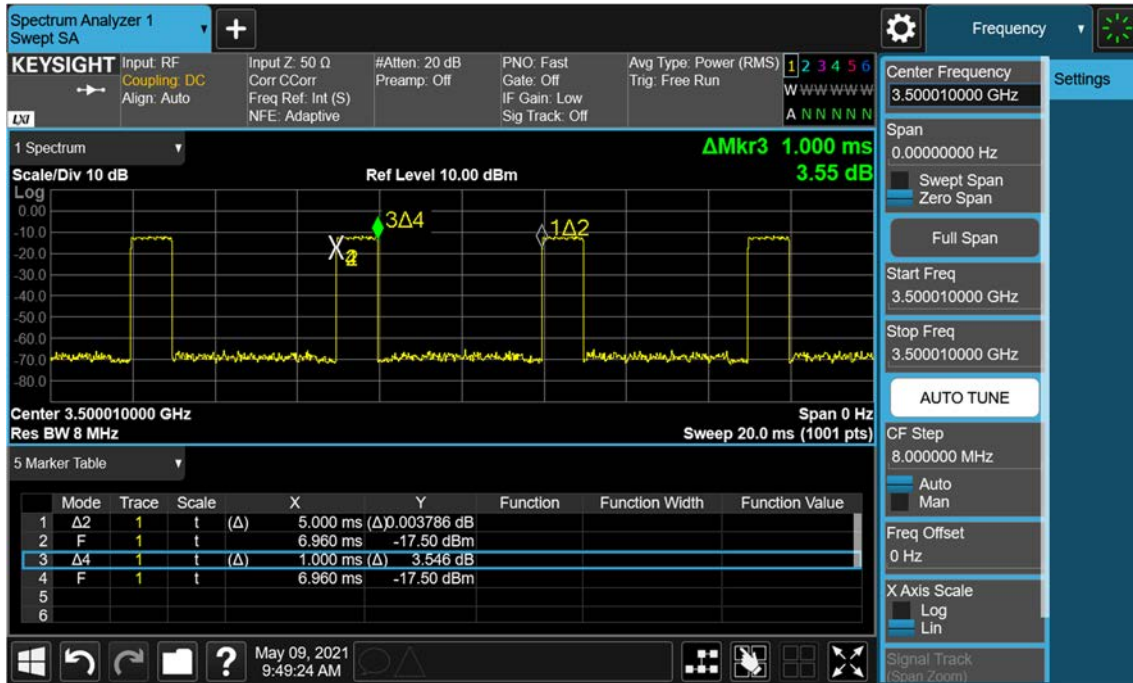 Spectrum Analyzer 1
Swept SA
Frequency
KEYSIGHT
LXI
Input: RF
Coupling: DC
Align: Auto
Input Z: 50 Ω
Corr CCorr
Freq Ref: Int (S)
NFE: Adaptive
#Atten: 20 dB
Preamp: Off
PNO: Fast
Gate: Off
IF Gain: Low
Sig Track: Off
Avg Type: Power (RMS)
Trig: Free Run
1 2 3 4 5 6
W W W W W W
A N N N N N
1 Spectrum
ΔMkr3 1.000 ms
3.55 dB
Scale/Div 10 dB
Ref Level 10.00 dBm
Log
0.00
-10.0
-20.0
-30.0
-40.0
-50.0
-60.0
-70.0
-80.0
3Δ4
1Δ2
Center 3.500010000 GHz
Span 0 Hz
Res BW 8 MHz
Sweep 20.0 ms (1001 pts)
5 Marker Table
Mode Trace Scale X Y Function Function Width Function Value
1 Δ2 1 t (Δ) 5.000 ms (Δ)0.003786 dB
2 F 1 t 6.960 ms -17.50 dBm
3 Δ4 1 t (Δ) 1.000 ms (Δ) 3.546 dB
4 F 1 t 6.960 ms -17.50 dBm
5
6
?
May 09, 2021
9:49:24 AM
Settings
Center Frequency
3.500010000 GHz
Span
0.00000000 Hz
Swept Span
Zero Span
Full Span
Start Freq
3.500010000 GHz
Stop Freq
3.500010000 GHz
AUTO TUNE
CF Step
8.000000 MHz
Auto
Man
Freq Offset
0 Hz
X Axis Scale
Log
Lin
Signal Track
(Span Zoom)